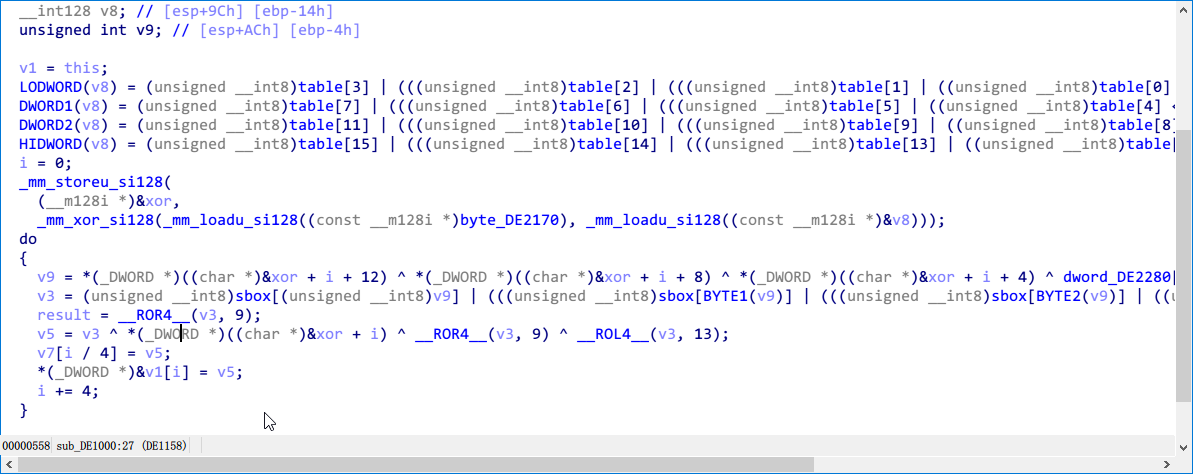 __int128 v8; // [esp+9Ch] [ebp-14h]
unsigned int v9; // [esp+ACh] [ebp-4h]
v1 = this;
LODWORD(v8) = (unsigned __int8)table[3] | (((unsigned __int8)table[2] | (((unsigned __int8)table[1] | ((unsigned __int8)table[0]
DWORD1(v8) = (unsigned __int8)table[7] | (((unsigned __int8)table[6] | (((unsigned __int8)table[5] | ((unsigned __int8)table[4] <
DWORD2(v8) = (unsigned __int8)table[11] | (((unsigned __int8)table[10] | (((unsigned __int8)table[9] | ((unsigned __int8)table[8
HIDWORD(v8) = (unsigned __int8)table[15] | (((unsigned __int8)table[14] | (((unsigned __int8)table[13] | ((unsigned __int8)table[
i = 0;
_mm_storeu_si128(
(__m128i *)&xor,
_mm_xor_si128(_mm_loadu_si128((const __m128i *)byte_DE2170), _mm_loadu_si128((const __m128i *)&v8)));
do
{
v9 = *(_DWORD *)((char *)&xor + i + 12) ^ *(_DWORD *)((char *)&xor + i + 8) ^ *(_DWORD *)((char *)&xor + i + 4) ^ dword_DE2280[
v3 = (unsigned __int8)sbox[(unsigned __int8)v9] | (((unsigned __int8)sbox[BYTE1(v9)] | (((unsigned __int8)sbox[BYTE2(v9)] | ((u
result = __ROR4__(v3, 9);
v5 = v3 ^ *(_DWORD *)((char *)&xor + i) ^ __ROR4__(v3, 9) ^ __ROL4__(v3, 13);
v7[i / 4] = v5;
*(_DWORD *)&v1[i] = v5;
i += 4;
}
00000558 sub_DE1000:27 (DE1158)